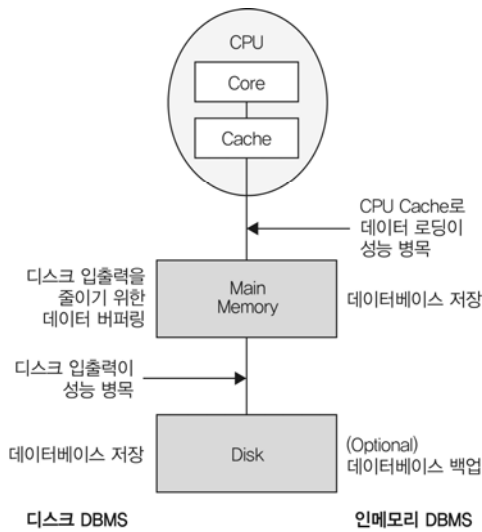 CPU
Core
Cache
CPU Cache로
데이터 로딩이
성능 병목
디스크 입출력을
줄이기 위한
데이터 버퍼링
Main
Memory
데이터베이스 저장
디스크 입출력이
성능 병목
데이터베이스 저장
Disk
(Optional)
데이터베이스 백업
디스크 DBMS
인메모리 DBMS